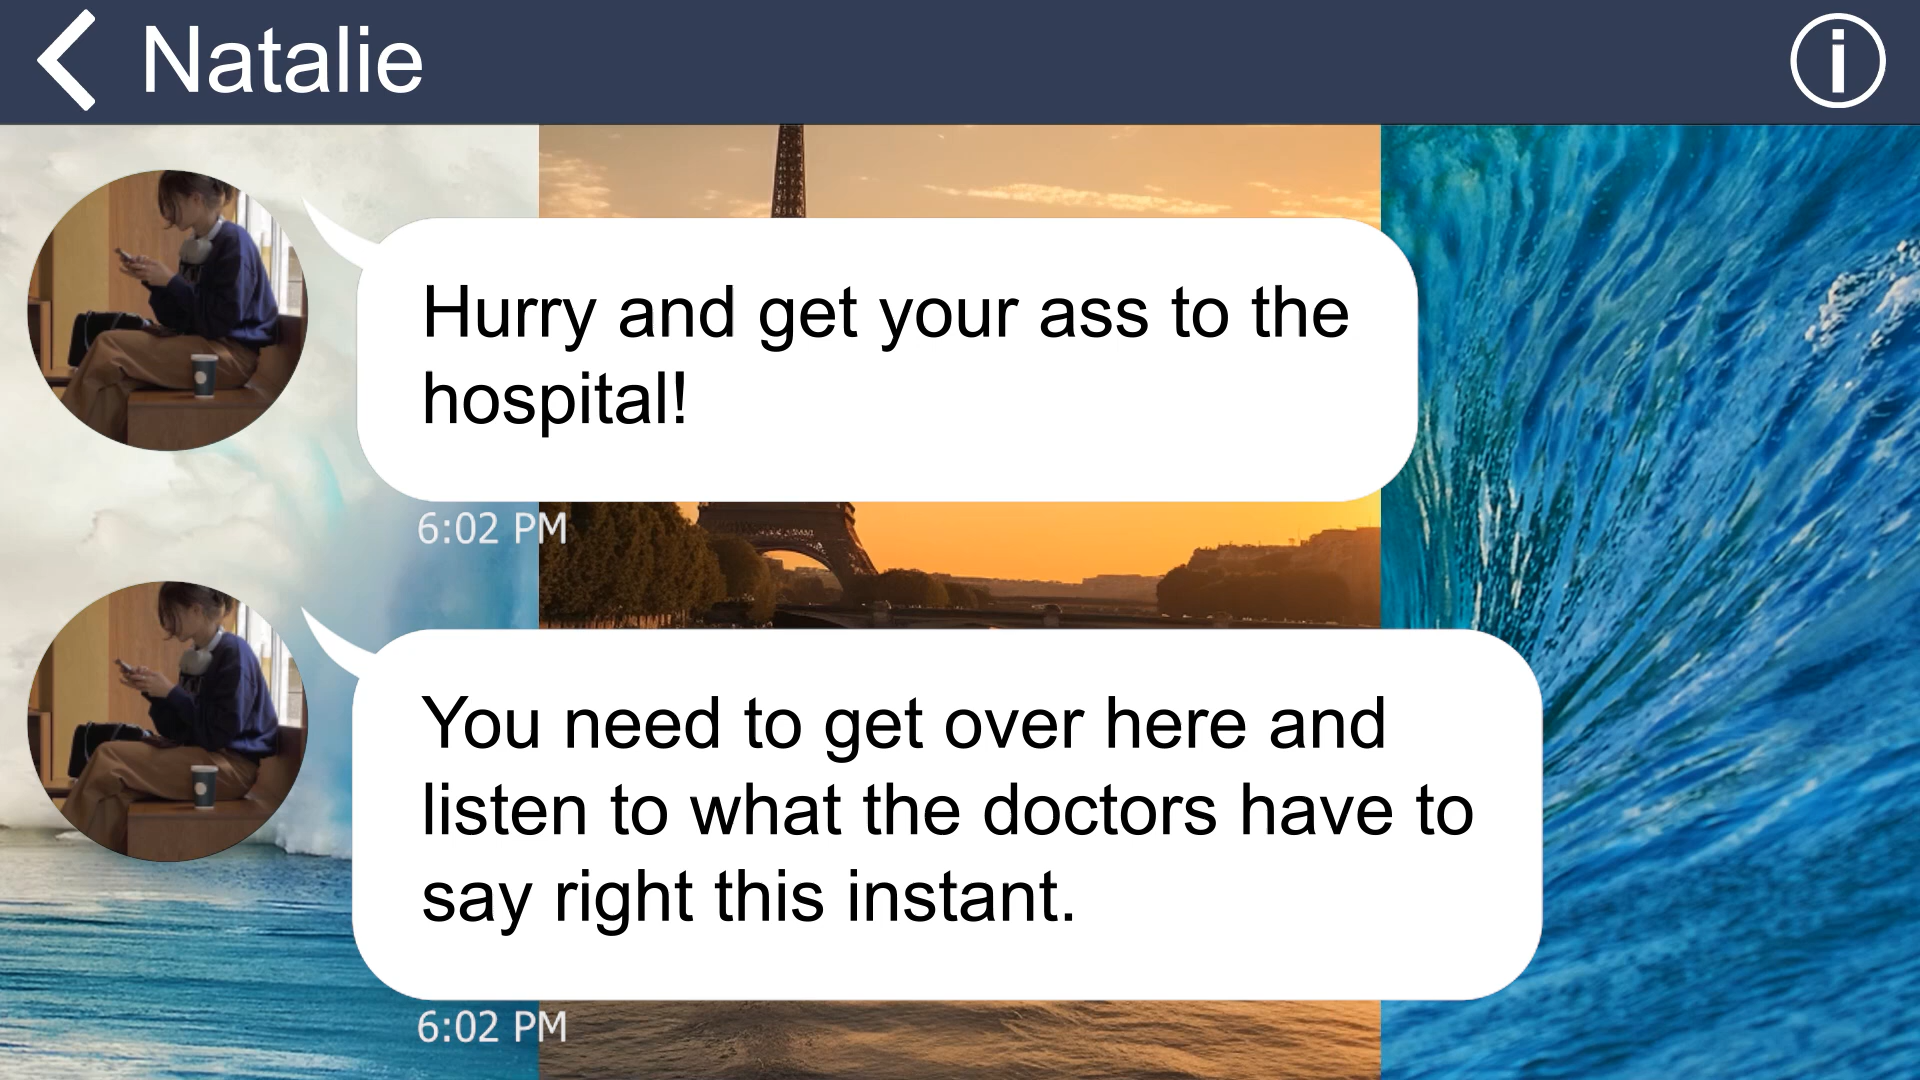 Natalie
Hurry and get your ass to the
hospital!
6:02 PM
You need to get over here and
listen to what the doctors have to
say right this instant.
6:02 PM